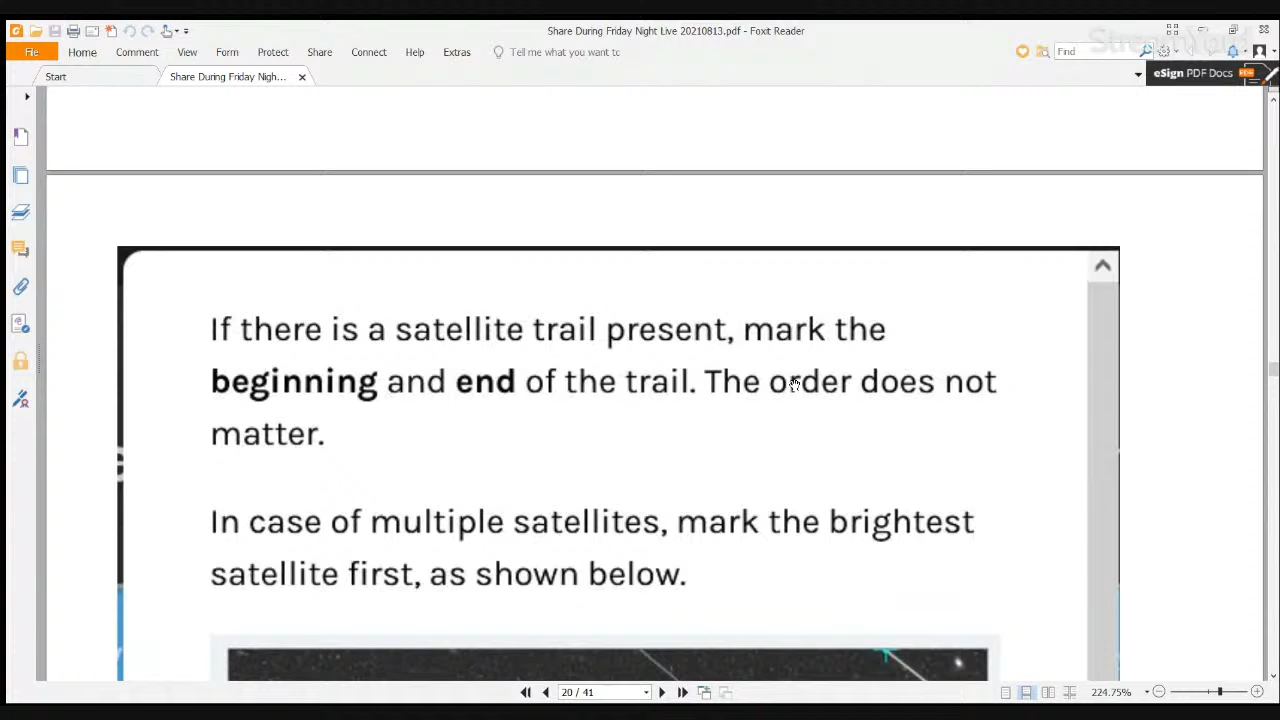 Share During Friday Night Live 20210813.pdf - Foxit Reader
File Home Comment View Form Protect Share Connect Help Extras Tell me what you want tc Find
Start Share During Friday Nigh... eSign PDF Docs
If there is a satellite trail present, mark the
beginning and end of the trail. The order does not
matter.
In case of multiple satellites, mark the brightest
satellite first, as shown below.
20 / 41 224.75%